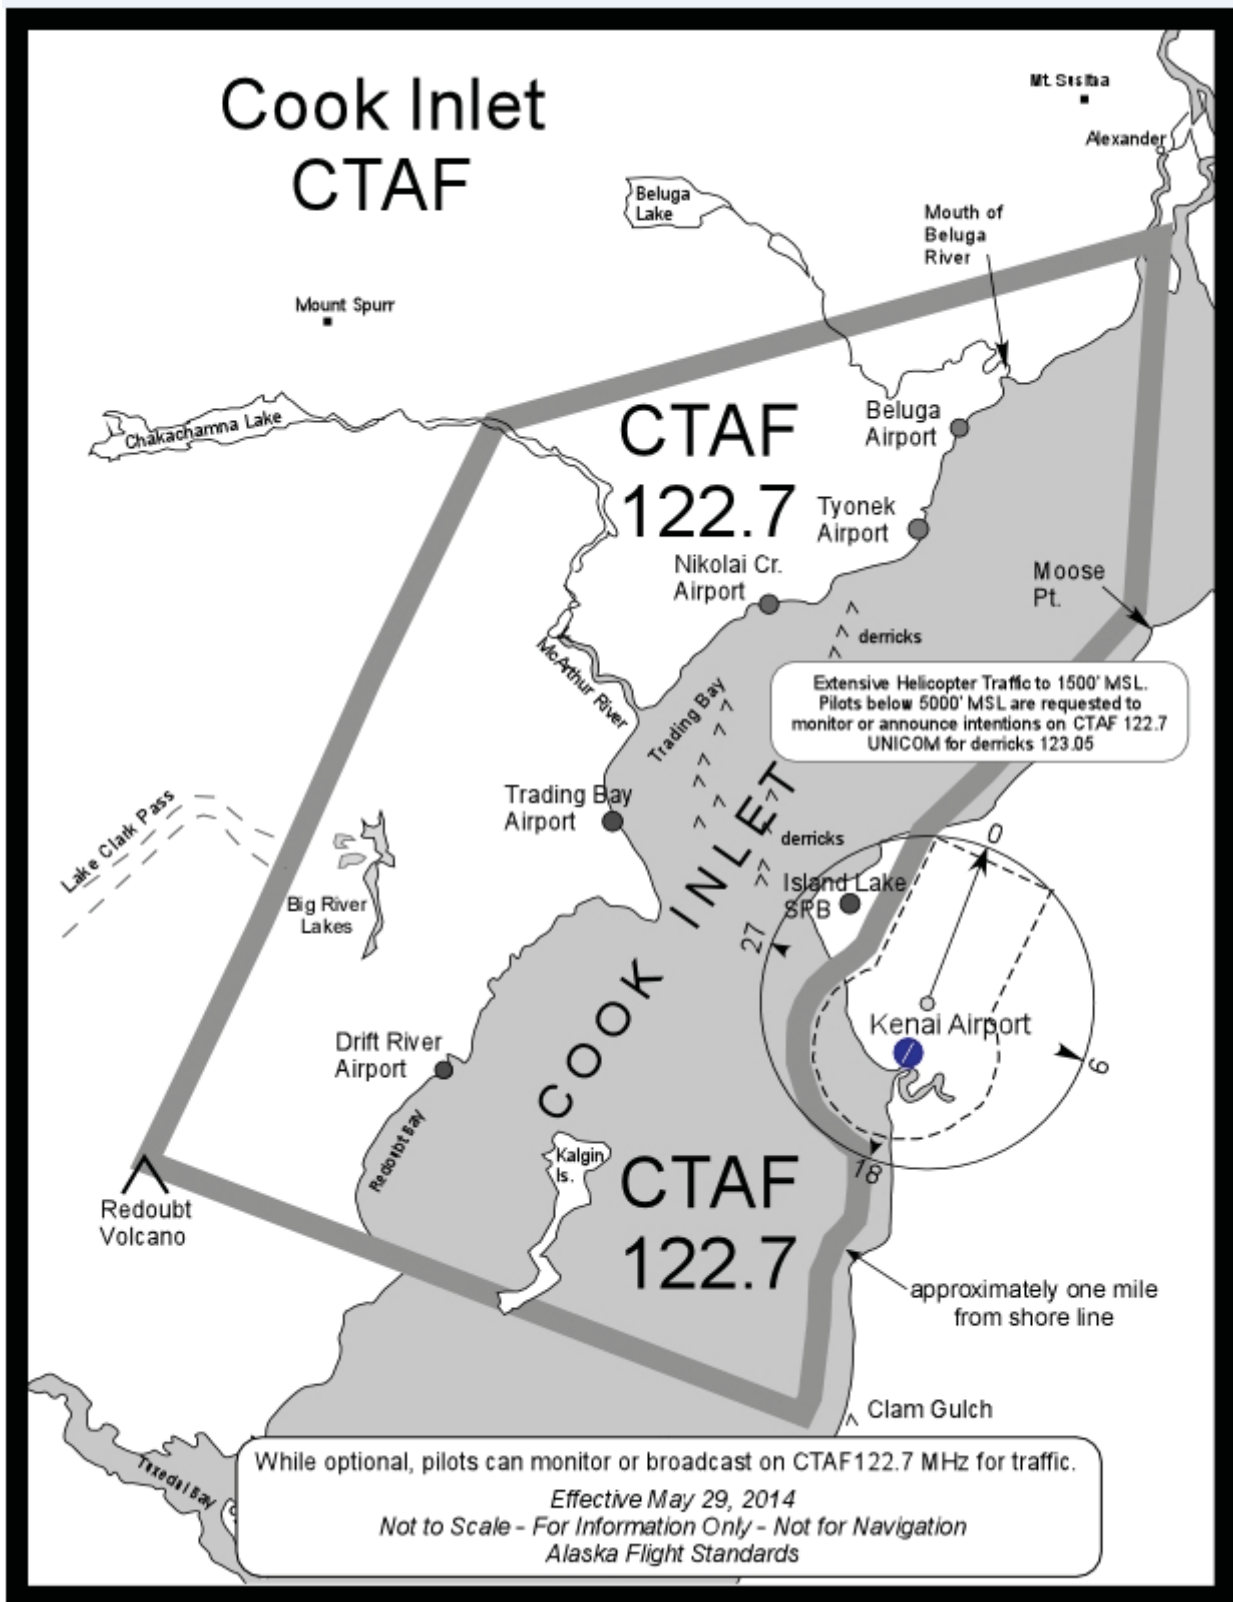 Cook Inlet
CTAF
Mt. Susitna
Alexander
Beluga
Lake
Mouth of
Beluga
River
Mount Spurr
Chakachamna Lake
CTAF
122.7
Beluga
Airport
Tyonek
Airport
Nikolai Cr.
Airport
Moose
Pt.
derricks
McArthur River
Trading Bay
Extensive Helicopter Traffic to 1500' MSL.
Pilots below 5000' MSL are requested to
monitor or announce intentions on CTAF 122.7
UNICOM for derricks 123.05
Trading Bay
Airport
Lake Clark Pass
derricks
0
Island Lake
SPB
Big River
Lakes
27
COOK INLET
Kenai Airport
Drift River
Airport
9
Redoubt Bay
Kalgin
Is.
CTAF
122.7
18
Redoubt
Volcano
approximately one mile
from shore line
Clam Gulch
Tuxedni Bay
While optional, pilots can monitor or broadcast on CTAF122.7 MHz for traffic.
Effective May 29, 2014
Not to Scale - For Information Only - Not for Navigation
Alaska Flight Standards